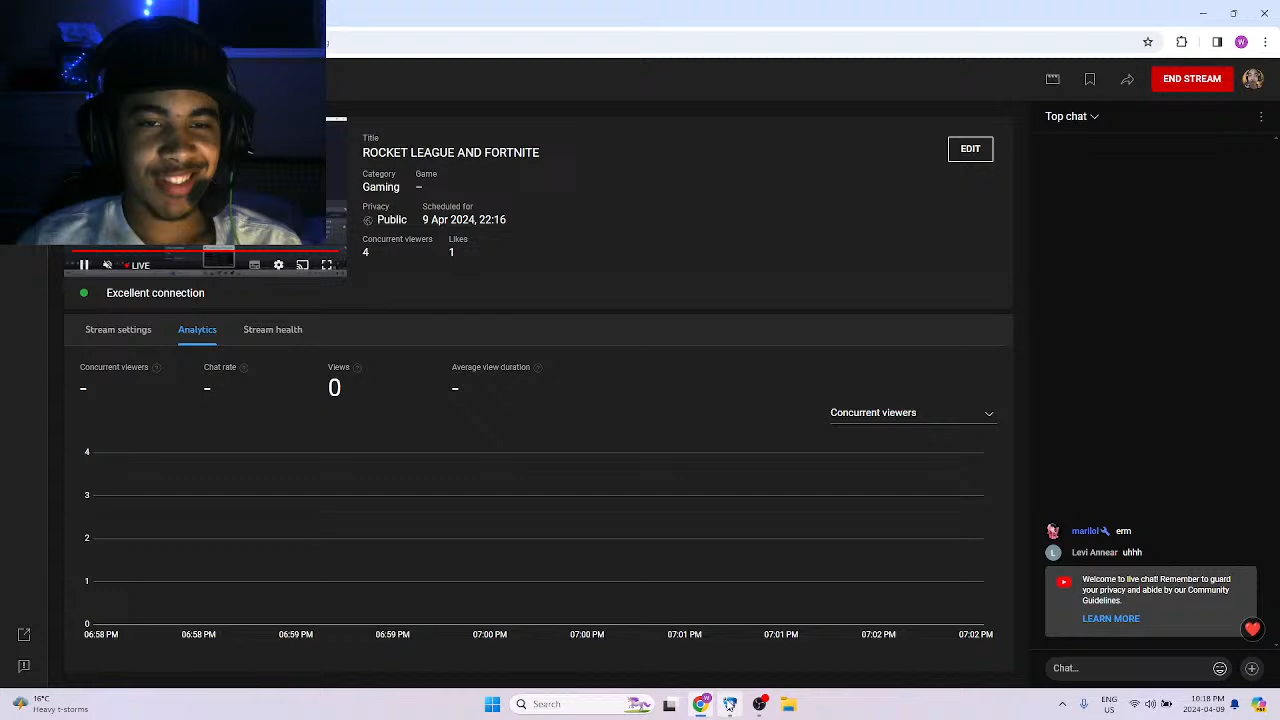 END STREAM
Top chat
Title
ROCKET LEAGUE AND FORTNITE
EDIT
Category Game
Gaming –
Privacy Scheduled for
Public 9 Apr 2024, 22:16
Concurrent viewers Likes
4 1
LIVE
Excellent connection
Stream settings Analytics Stream health
Concurrent viewers ? Chat rate ? Views ? Average view duration ?
- - 0 -
Concurrent viewers
4
3
2
1
0
06:58 PM 06:58 PM 06:59 PM 06:59 PM 07:00 PM 07:00 PM 07:01 PM 07:01 PM 07:02 PM 07:02 PM
marilol erm
L Levi Annear uhhh
Welcome to live chat! Remember to guard
your privacy and abide by our Community
Guidelines.
LEARN MORE
Chat...
16°C
Heavy t-storms
Search
ENG
US
10:18 PM
2024-04-09